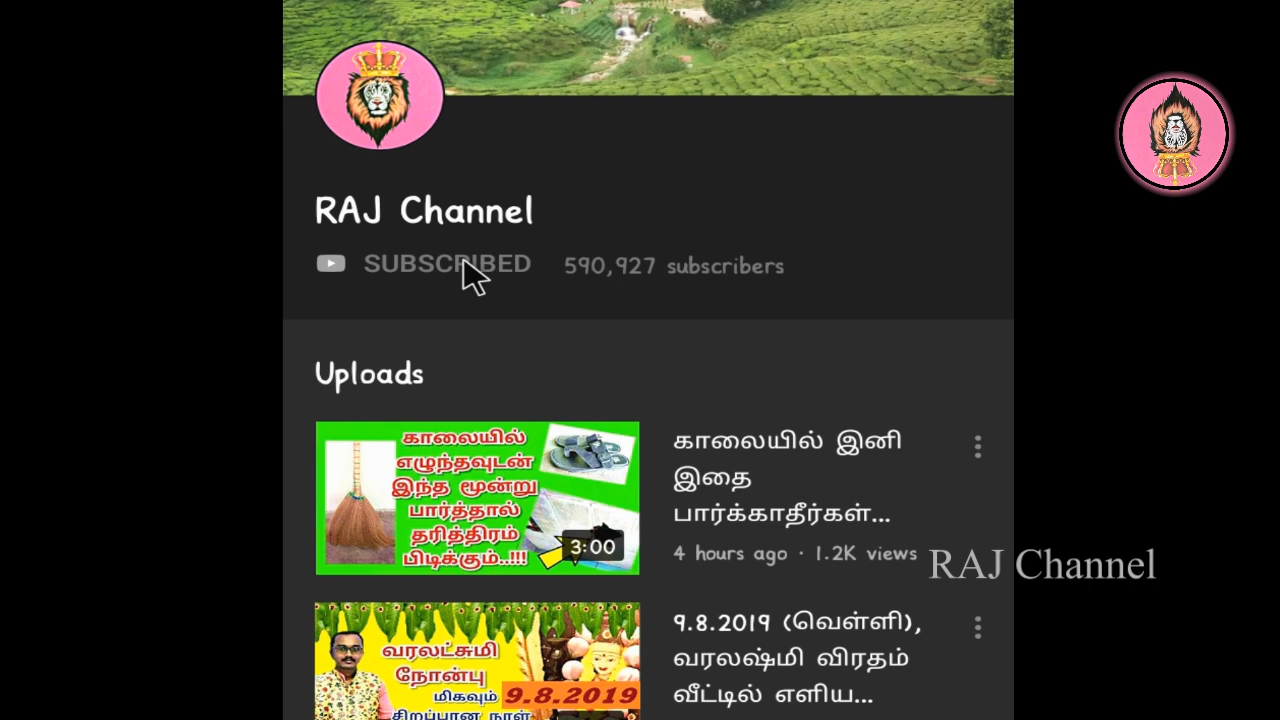 RAJ Channel
SUBSCRIBED 590,927 subscribers
Uploads
காலையில்
எழுந்தவுடன்
இந்த மூன்று
பார்த்தால்
தரித்திரம்
பிடிக்கும்..!!!
3:00
காலையில் இனி
இதை
பார்க்காதீர்கள்...
4 hours ago · 1.2K views
RAJ Channel
வரலட்சுமி
நோன்பு
மிகவும் 9.8.2019
சிறப்பான நாள்
9.8.2019 (வெள்ளி),
வரலஷ்மி விரதம்
வீட்டில் எளிய...